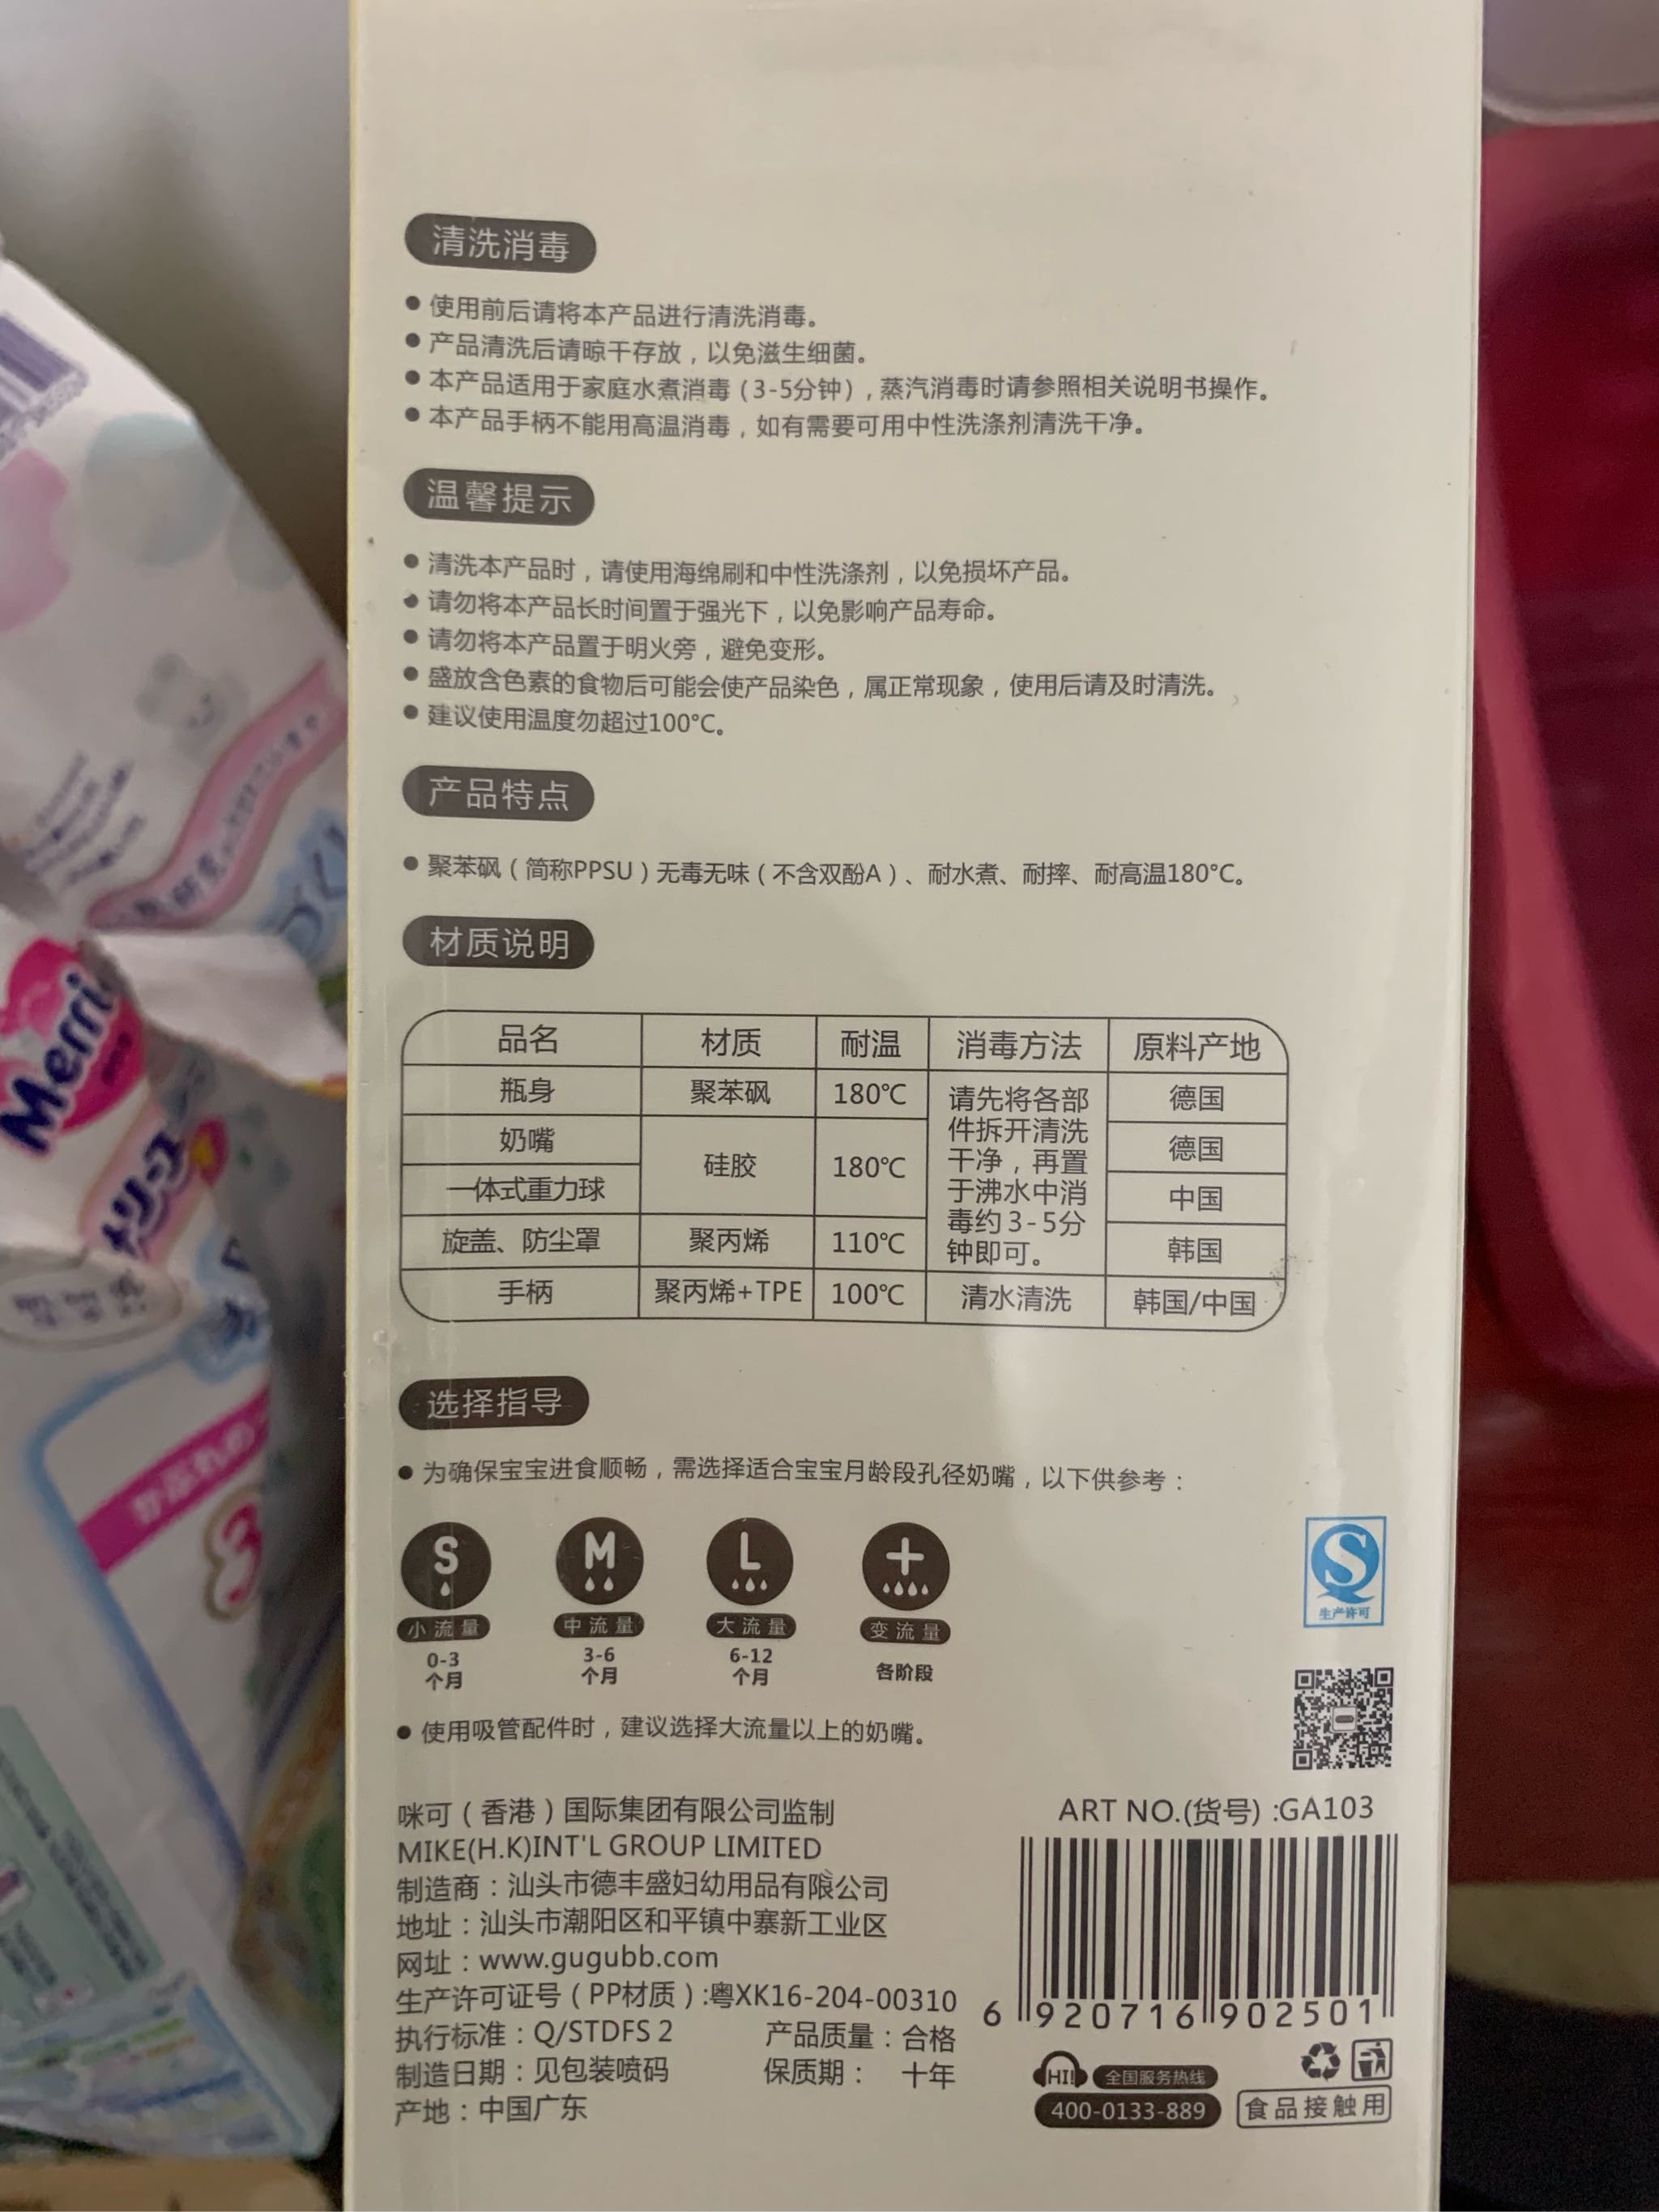 清洗消毒
● 使用前后请将本产品进行清洗消毒。
● 产品清洗后请晾干存放，以免滋生细菌。
● 本产品适用于家庭水煮消毒（3-5分钟），蒸汽消毒时请参照相关说明书操作。
● 本产品手柄不能用高温消毒，如有需要可用中性洗涤剂清洗干净。
温馨提示
● 清洗本产品时，请使用海绵刷和中性洗涤剂，以免损坏产品。
● 请勿将本产品长时间置于强光下，以免影响产品寿命。
● 请勿将本产品置于明火旁，避免变形。
● 盛放含色素的食物后可能会使产品染色，属正常现象，使用后请及时清洗。
● 建议使用温度勿超过100℃。
产品特点
● 聚苯砜（简称PPSU）无毒无味（不含双酚A）、耐水煮、耐摔、耐高温180℃。
材质说明
品名 材质 耐温 消毒方法 原料产地
瓶身 聚苯砜 180℃ 德国
奶嘴 硅胶 180℃ 德国
一体式重力球 中国
旋盖、防尘罩 聚丙烯 110℃ 韩国
请先将各部
件拆开清洗
干净，再置
于沸水中消
毒约3-5分
钟即可。
手柄 聚丙烯+TPE 100℃ 清水清洗 韩国/中国
选择指导
● 为确保宝宝进食顺畅，需选择适合宝宝月龄段孔径奶嘴，以下供参考：
S M L +
小流量 中流量 大流量 变流量
0-3 3-6 6-12 各阶段
个月 个月 个月
生产许可
● 使用吸管配件时，建议选择大流量以上的奶嘴。
咪可（香港）国际集团有限公司监制
MIKE(H.K)INT'L GROUP LIMITED
制造商：汕头市德丰盛妇幼用品有限公司
地址：汕头市潮阳区和平镇中寨新工业区
网址：www.gugubb.com
生产许可证号（PP材质）:粤XK16-204-00310
执行标准：Q/STDFS 2 产品质量：合格
制造日期：见包装喷码 保质期： 十年
产地：中国广东
ART NO.(货号) :GA103
6 920716 902501
HI! 全国服务热线
400-0133-889
食品接触用
Merri